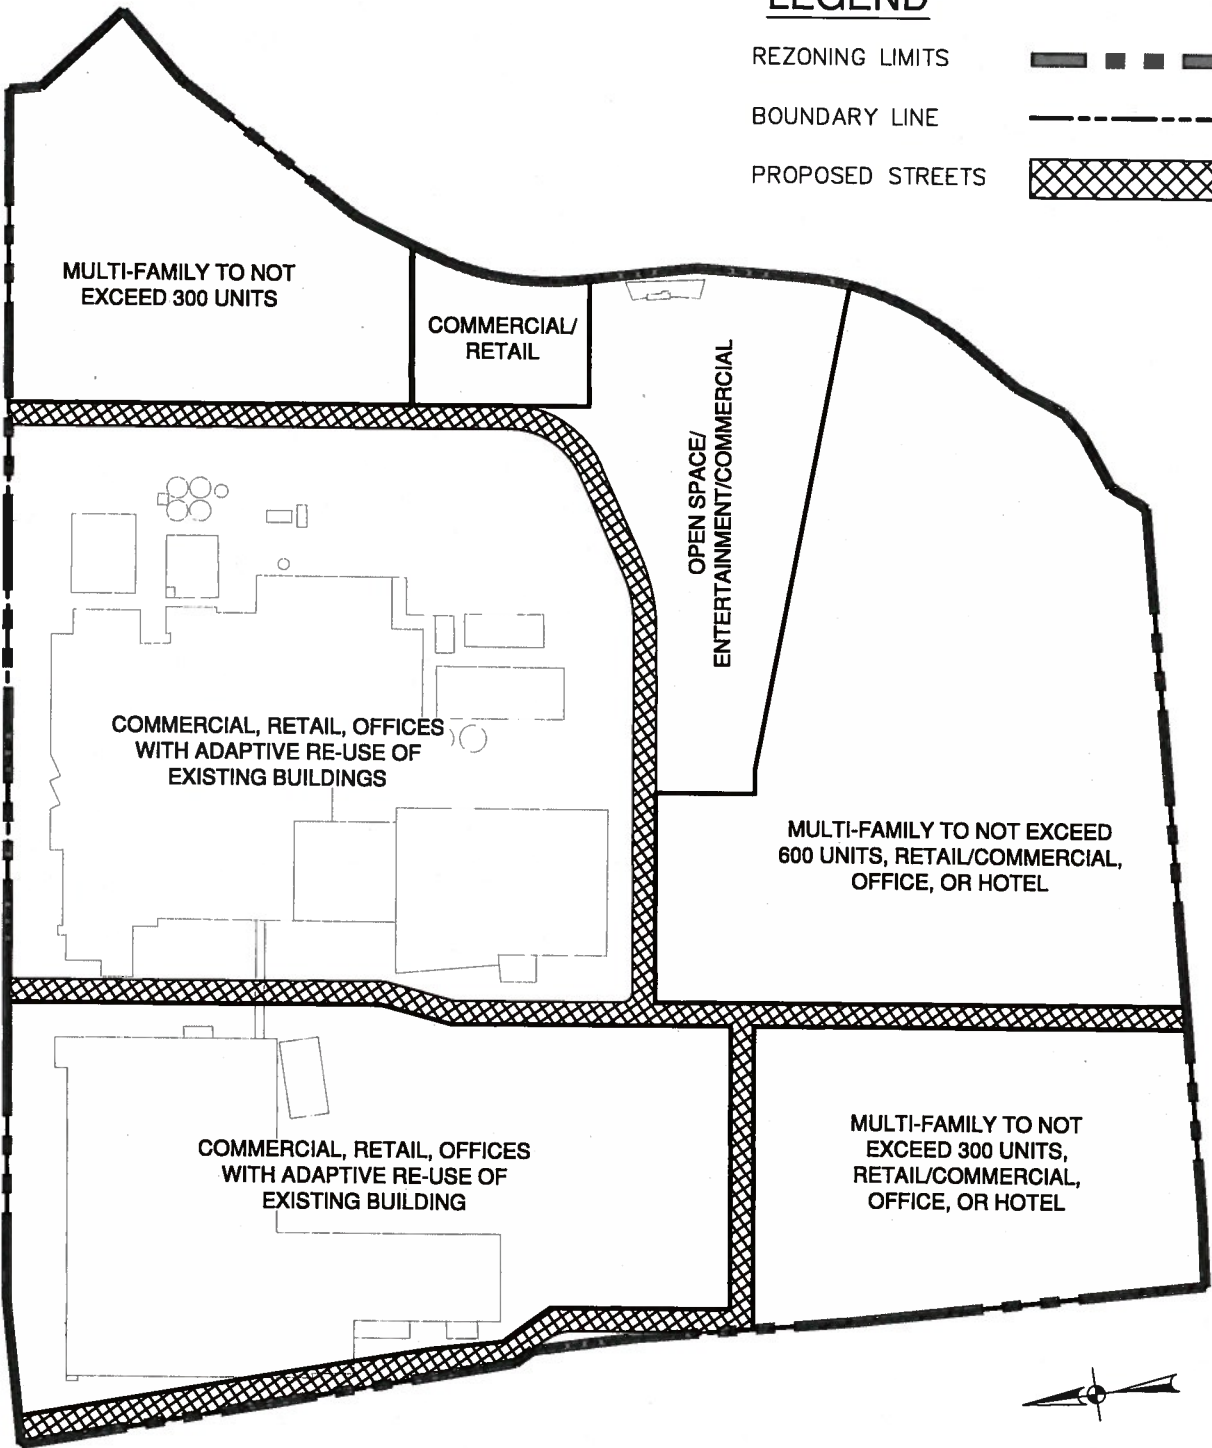 LEGEND
REZONING LIMITS
BOUNDARY LINE
PROPOSED STREETS
MULTI-FAMILY TO NOT
EXCEED 300 UNITS
COMMERCIAL/
RETAIL
OPEN SPACE/
ENTERTAINMENT/COMMERCIAL
COMMERCIAL, RETAIL, OFFICES
WITH ADAPTIVE RE-USE OF
EXISTING BUILDINGS
MULTI-FAMILY TO NOT EXCEED
600 UNITS, RETAIL/COMMERCIAL,
OFFICE, OR HOTEL
COMMERCIAL, RETAIL, OFFICES
WITH ADAPTIVE RE-USE OF
EXISTING BUILDING
MULTI-FAMILY TO NOT
EXCEED 300 UNITS,
RETAIL/COMMERCIAL,
OFFICE, OR HOTEL